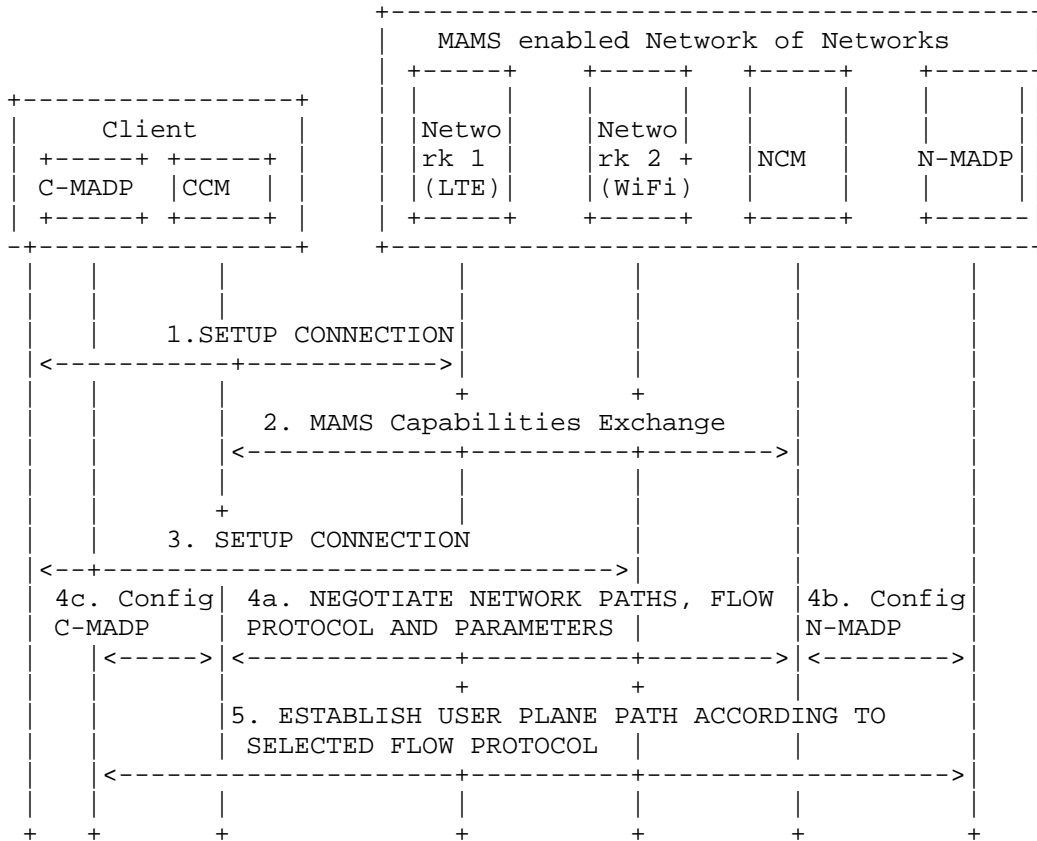 MAMS enabled Network of Networks
Client
Netwo Netwo
C-MADP CCM rk 1 rk 2 + NCM N-MADP
(LTE) (WiFi)
1.SETUP CONNECTION
2. MAMS Capabilities Exchange
3. SETUP CONNECTION
4c. Config 4a. NEGOTIATE NETWORK PATHS, FLOW 4b. Config
C-MADP PROTOCOL AND PARAMETERS N-MADP
5. ESTABLISH USER PLANE PATH ACCORDING TO
SELECTED FLOW PROTOCOL